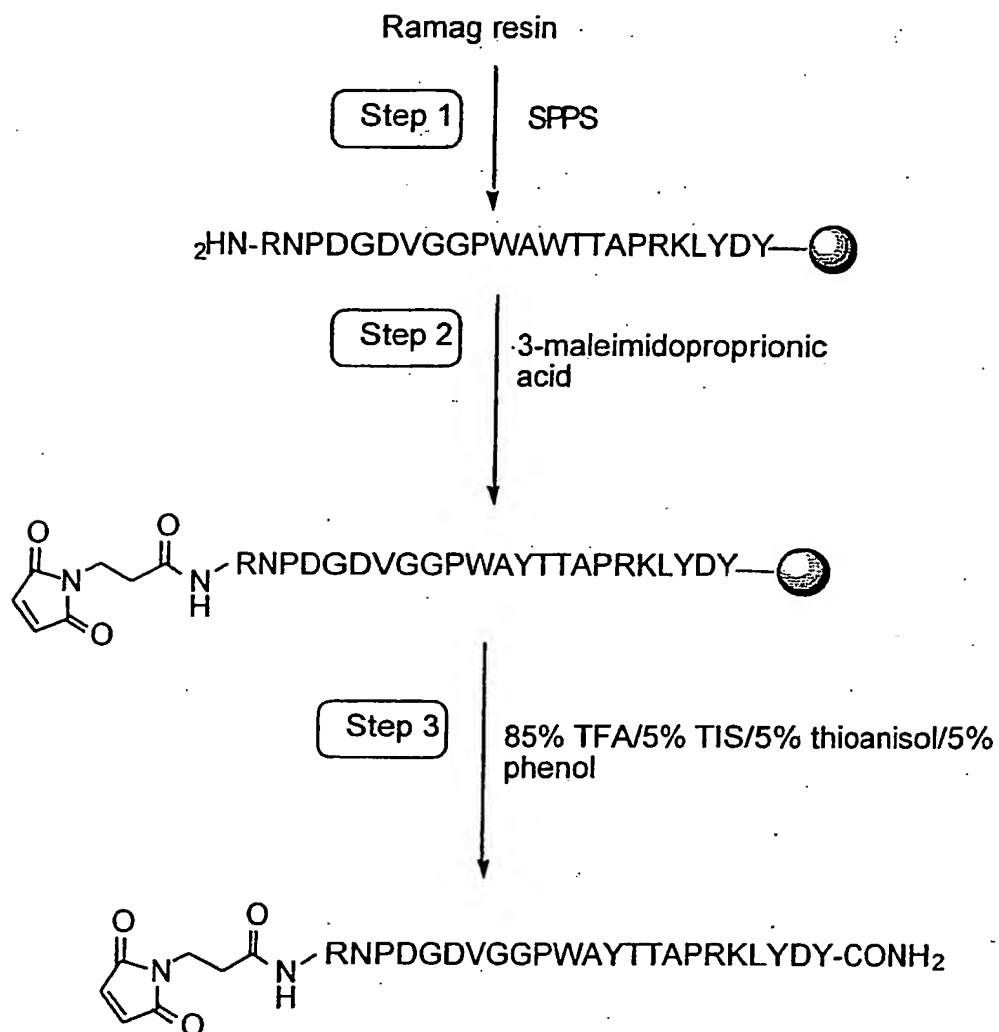 Ramag resin
Step 1
SPPS
2HN-RNPDGDVGGPWAWTTAPRKLYDY
Step 2
3-maleimidoproprionic
acid
O
O
N
O
N
H
RNPDGDVGGPWAYTTAPRKLYDY
Step 3
85% TFA/5% TIS/5% thioanisol/5%
phenol
O
O
N
O
N
H
RNPDGDVGGPWAYTTAPRKLYDY-CONH2